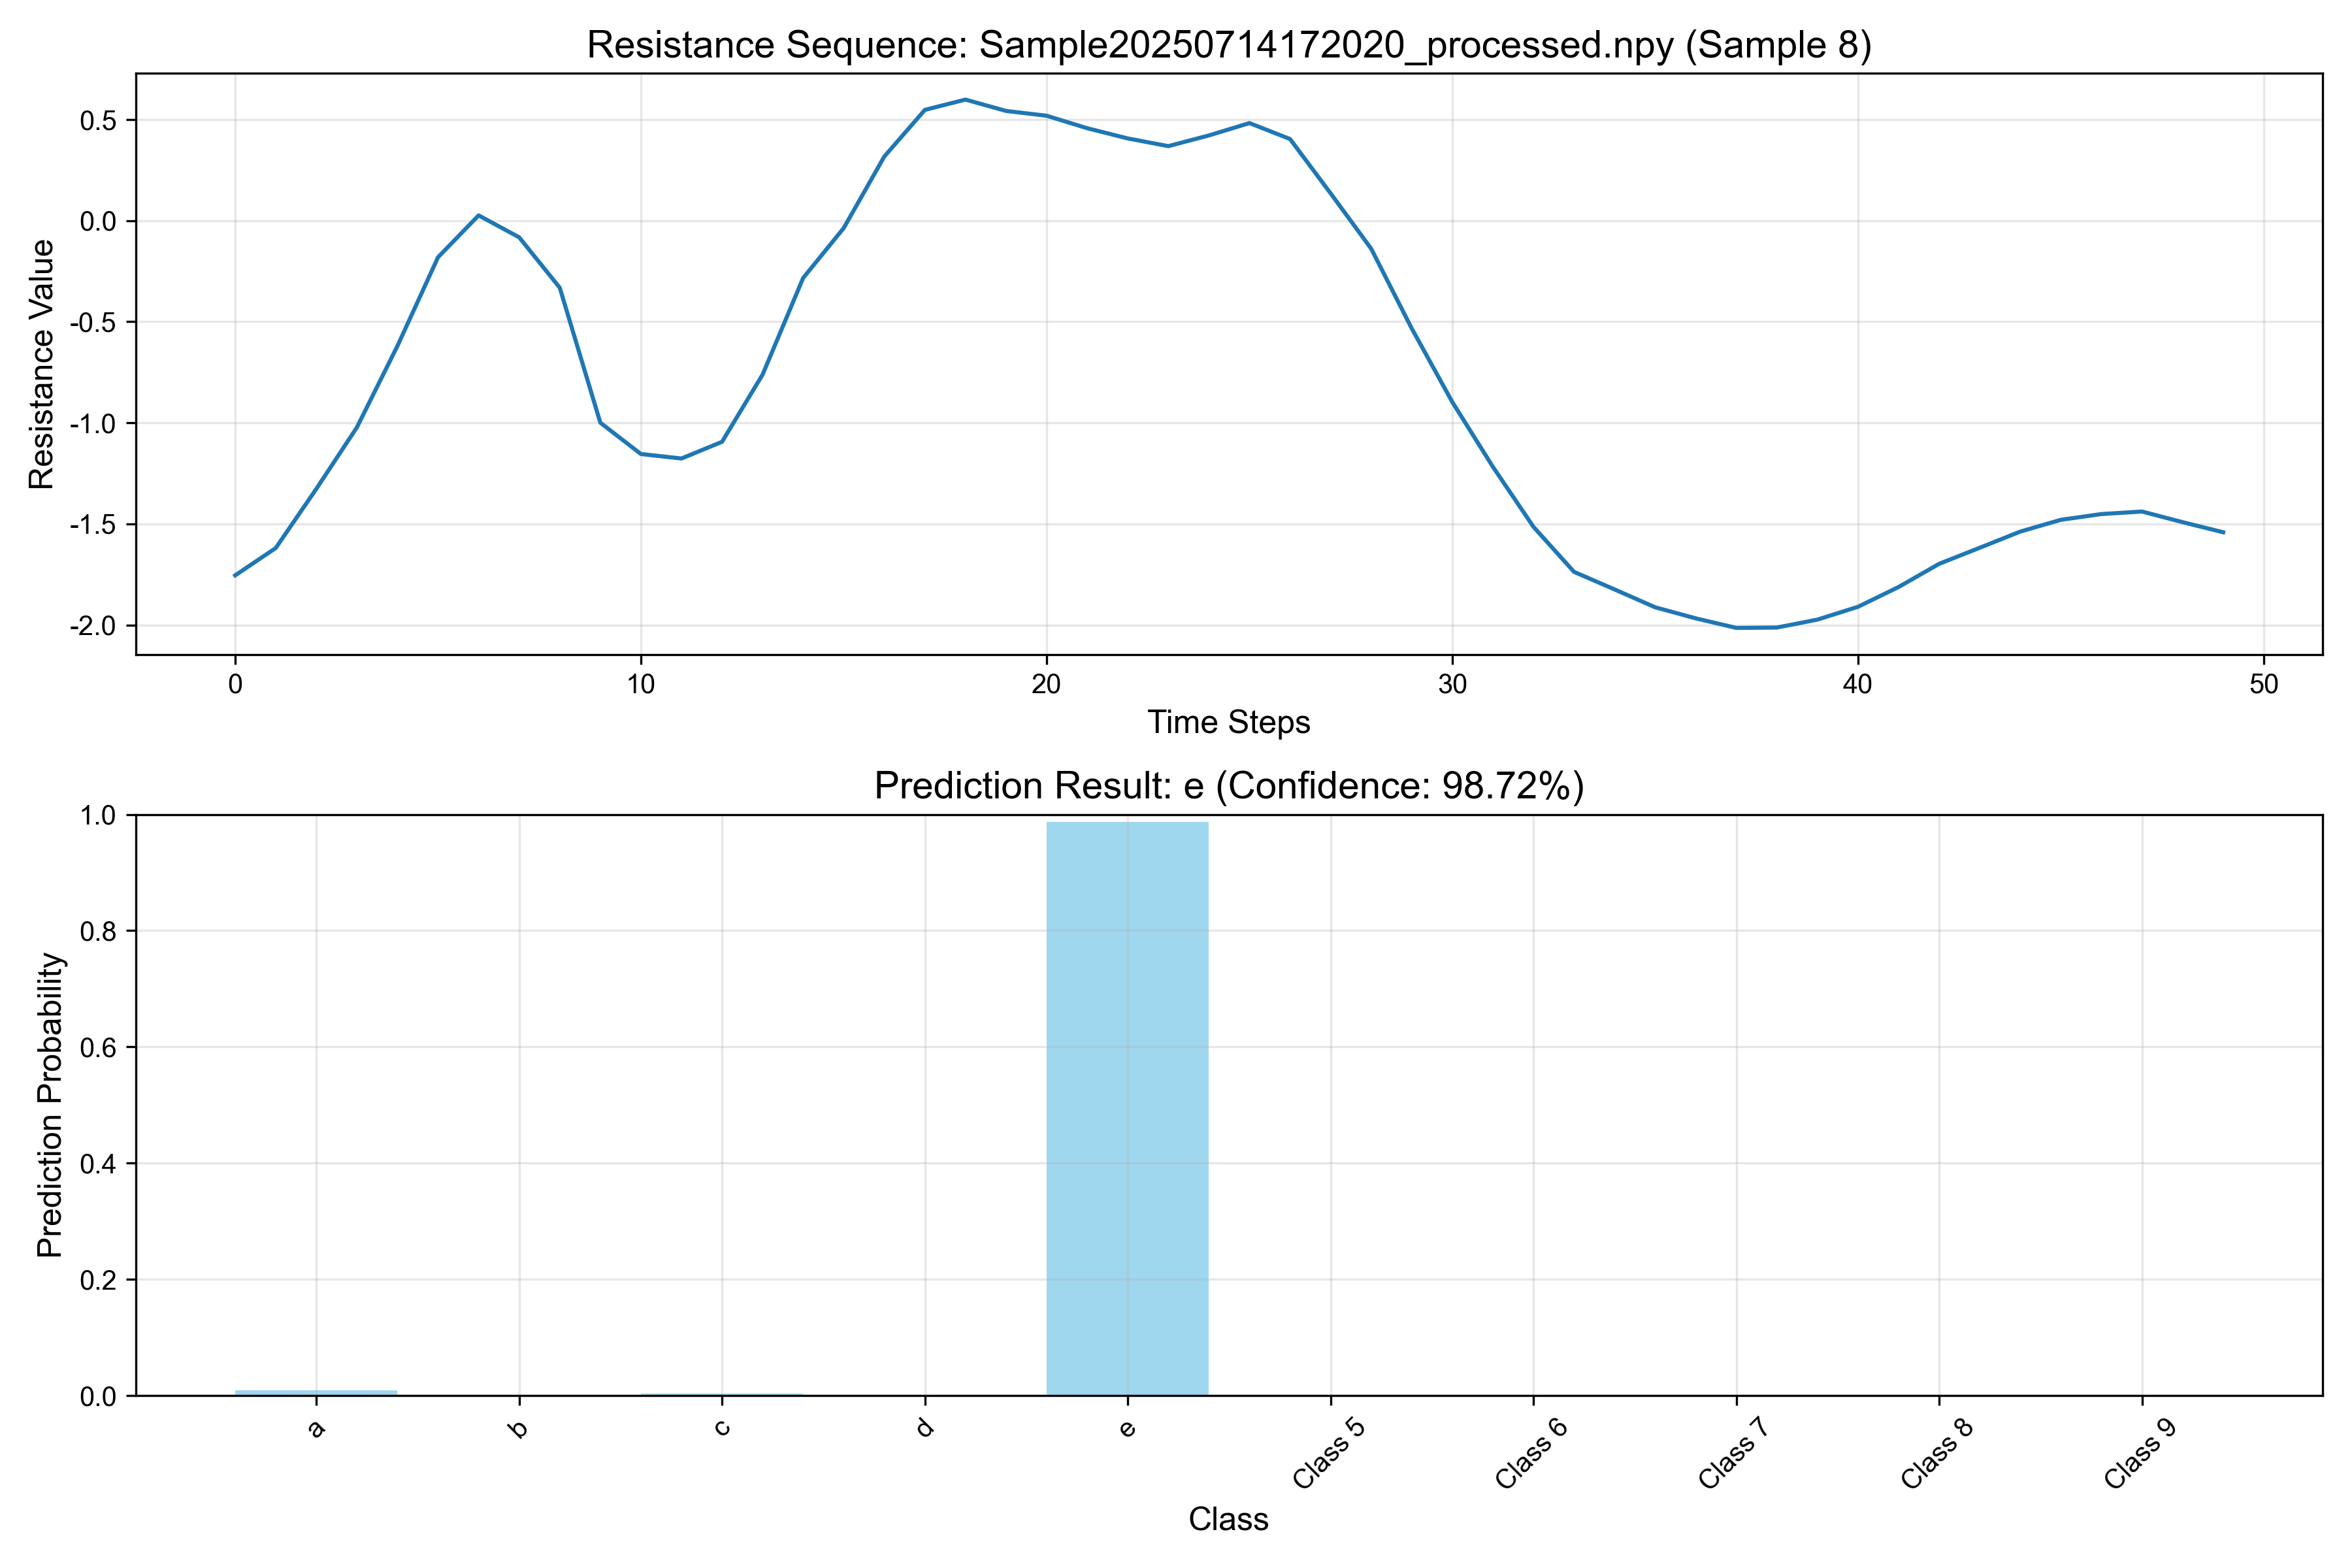 Resistance Sequence: Sample20250714172020_processed.npy (Sample 8)
Resistance Value
0.5
0.0
-0.5
-1.0
-1.5
-2.0
0 10 20 30 40 50
Time Steps
Prediction Result: e (Confidence: 98.72%)
Prediction Probability
1.0
0.8
0.6
0.4
0.2
0.0
a b c d e Class 5 Class 6 Class 7 Class 8 Class 9
Class